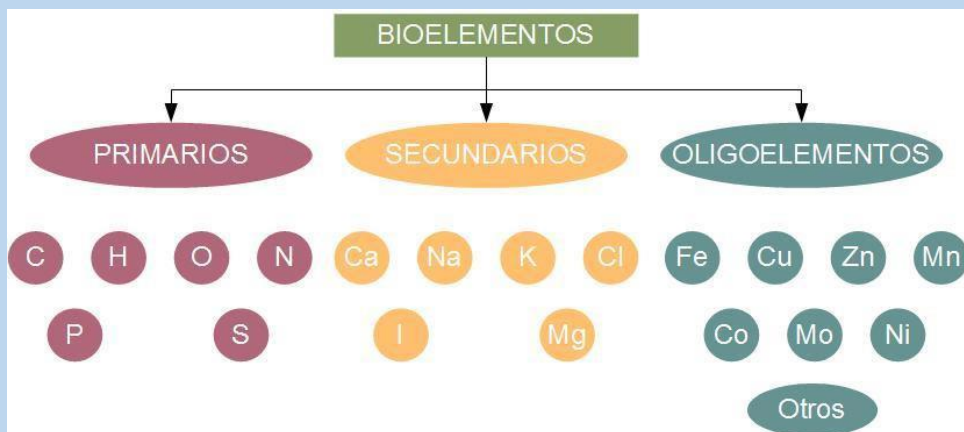 BIOELEMENTOS
PRIMARIOS SECUNDARIOS OLIGOELEMENTOS
C H O N Ca Na K Cl Fe Cu Zn Mn
P S I Mg Co Mo Ni
Otros